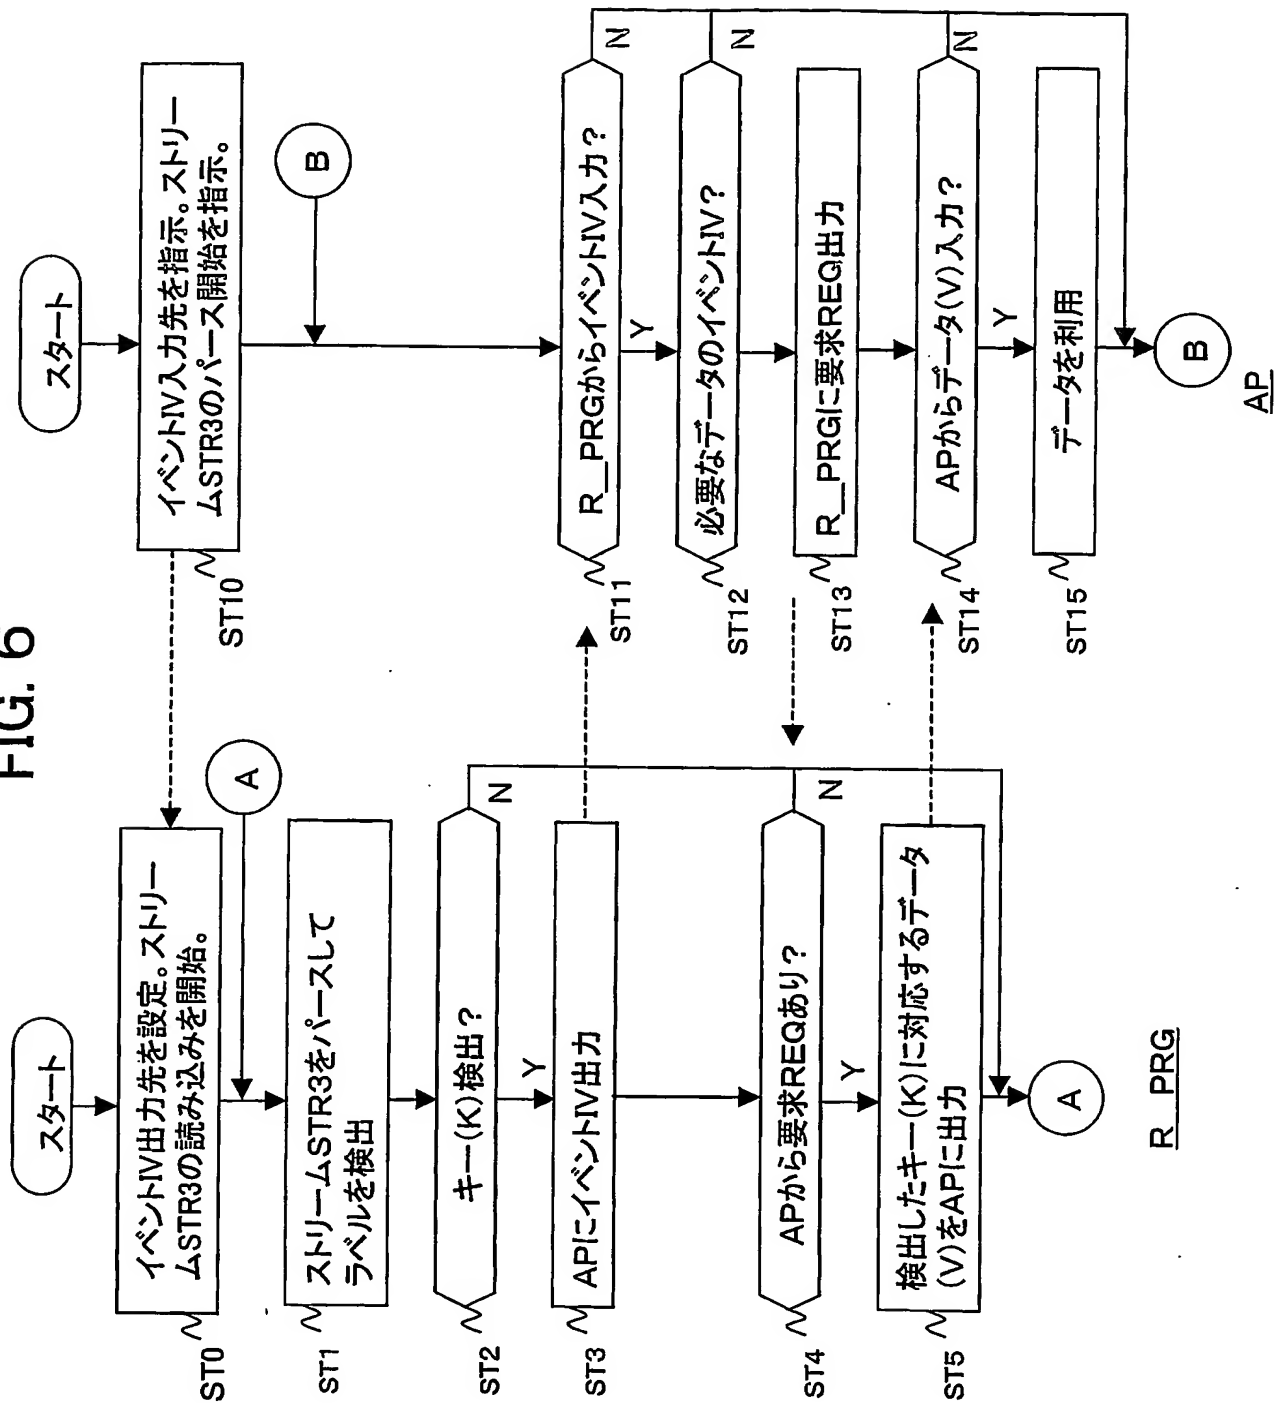 FIG. 6
スタート
イベントIV出力先を設定。ストリー
ムSTR3の読み込みを開始。
ST0
A
ストリームSTR3をパースして
ラベルを検出
ST1
キー(K)検出?
ST2
N
Y
APにイベントIV出力
ST3
APから要求REQあり?
ST4
N
Y
検出したキー(K)に対応するデータ
(V)をAPに出力
ST5
A
R_PRG
スタート
イベントIV入力先を指示。ストリー
ムSTR3のパース開始を指示。
ST10
B
R_PRGからイベントIV入力?
ST11
N
Y
必要なデータのイベントIV?
ST12
N
R_PRGに要求REQ出力
ST13
APからデータ(V)入力?
ST14
N
Y
データを利用
ST15
B
AP